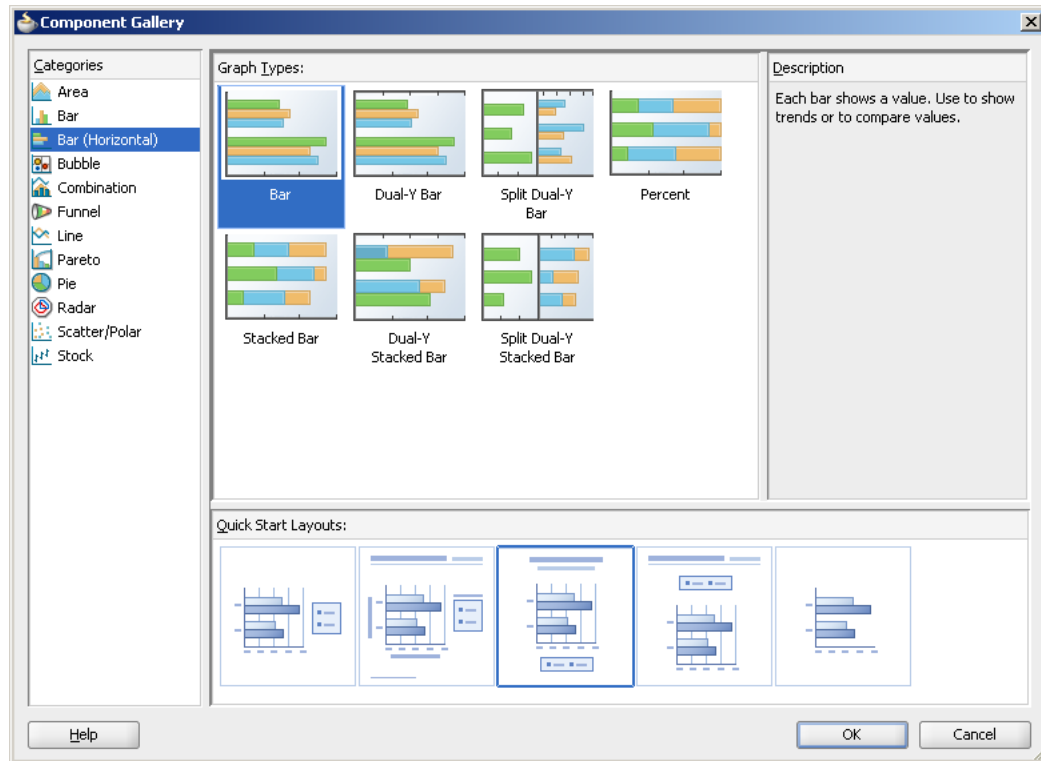 Component Gallery
Categories
Area
Bar
Bar (Horizontal)
Bubble
Combination
Funnel
Line
Pareto
Pie
Radar
Scatter/Polar
Stock
Graph Types:
Bar
Dual-Y Bar
Split Dual-Y
Bar
Percent
Stacked Bar
Dual-Y
Stacked Bar
Split Dual-Y
Stacked Bar
Description
Each bar shows a value. Use to show
trends or to compare values.
Quick Start Layouts:
Help
OK
Cancel